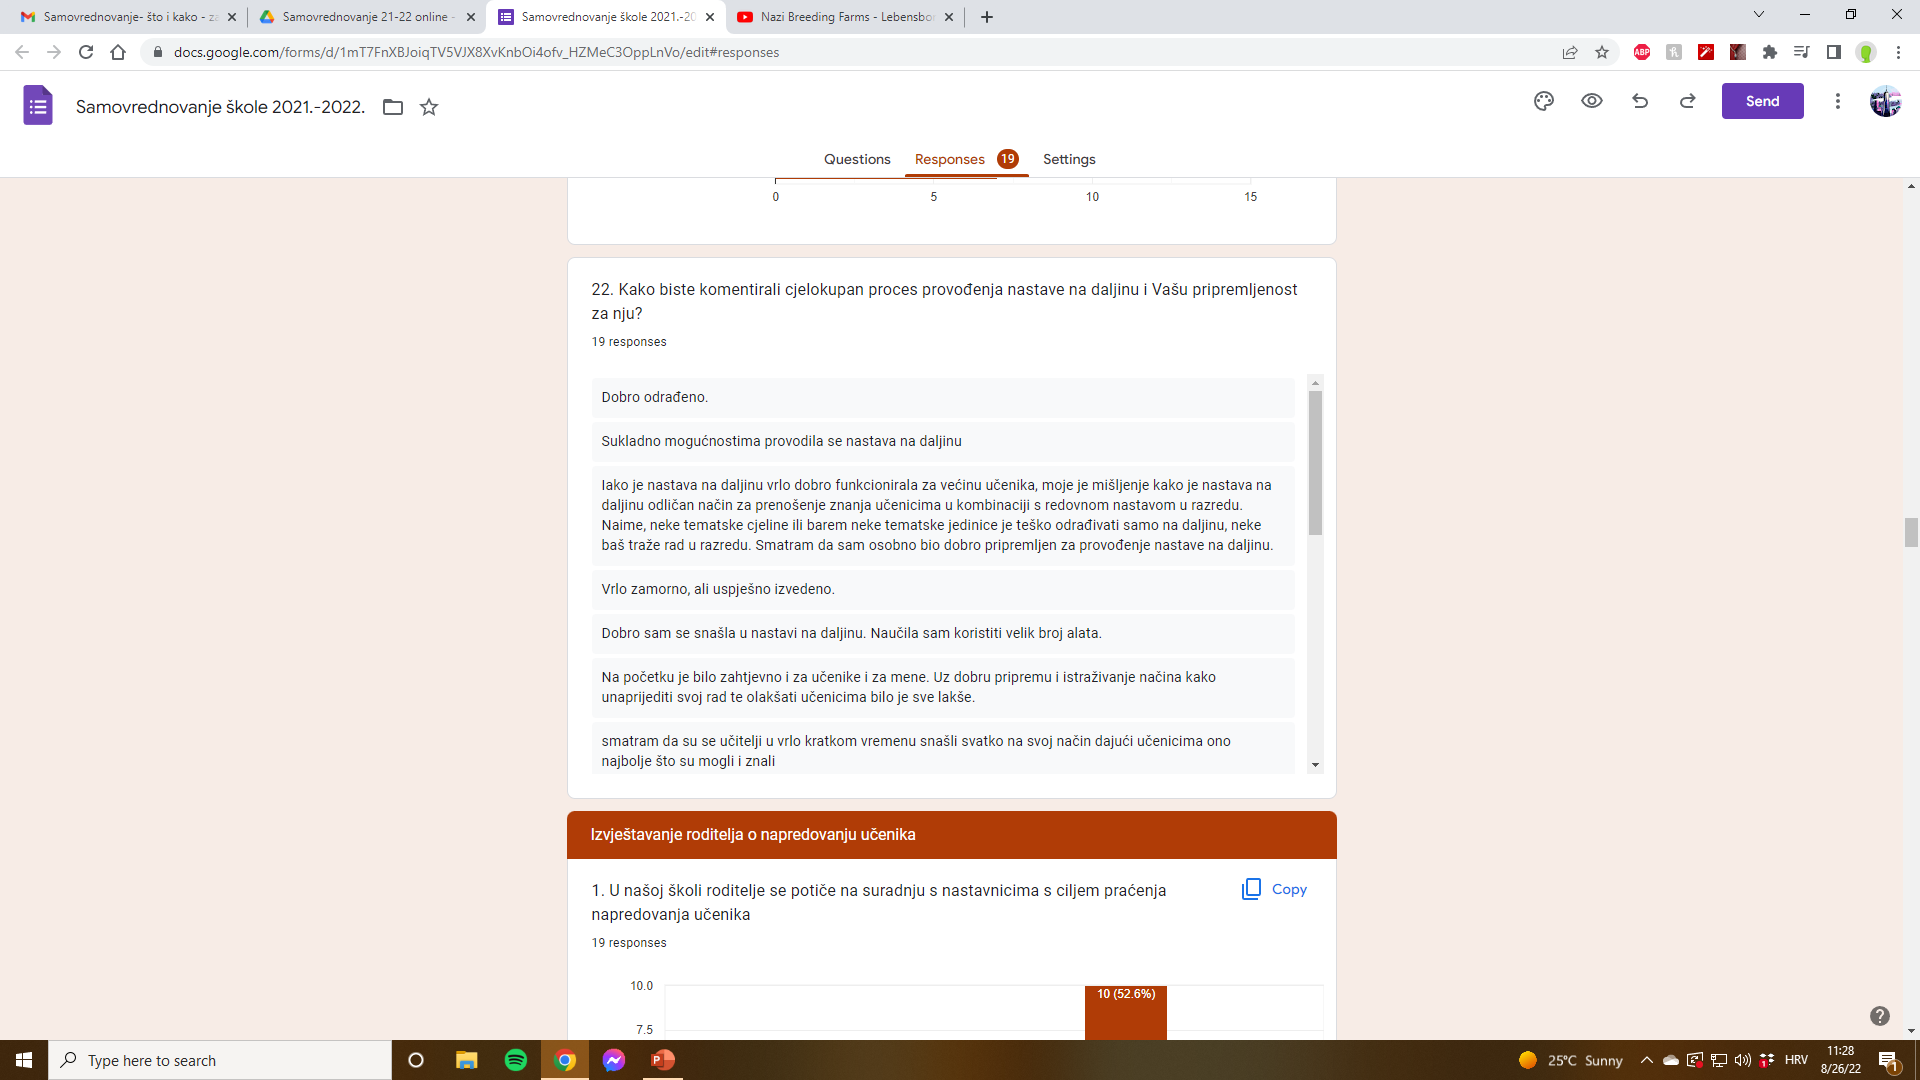 Samovrednovanje- što i kako - za
Samovrednovanje 21-22 online -
Samovrednovanje škole 2021.-20
Nazi Breeding Farms - Lebensbo
docs.google.com/forms/d/1mT7FnXBJoiqTV5VJX8XvKnbOi4ofv_HZMeC3OppLnVo/edit#responses
ABP
Samovrednovanje škole 2021.-2022.
Send
Questions
Responses 19
Settings
0 5 10 15
22. Kako biste komentirali cjelokupan proces provođenja nastave na daljinu i Vašu pripremljenost
za nju?
19 responses
Dobro odrađeno.
Sukladno mogućnostima provodila se nastava na daljinu
Iako je nastava na daljinu vrlo dobro funkcionirala za većinu učenika, moje je mišljenje kako je nastava na
daljinu odličan način za prenošenje znanja učenicima u kombinaciji s redovnom nastavom u razredu.
Naime, neke tematske cjeline ili barem neke tematske jedinice je teško odrađivati samo na daljinu, neke
baš traže rad u razredu. Smatram da sam osobno bio dobro pripremljen za provođenje nastave na daljinu.
Vrlo zamorno, ali uspješno izvedeno.
Dobro sam se snašla u nastavi na daljinu. Naučila sam koristiti velik broj alata.
Na početku je bilo zahtjevno i za učenike i za mene. Uz dobru pripremu i istraživanje načina kako
unaprijediti svoj rad te olakšati učenicima bilo je sve lakše.
smatram da su se učitelji u vrlo kratkom vremenu snašli svatko na svoj način dajući učenicima ono
najbolje što su mogli i znali
Izvještavanje roditelja o napredovanju učenika
1. U našoj školi roditelje se potiče na suradnju s nastavnicima s ciljem praćenja
napredovanja učenika
Copy
19 responses
10.0
10 (52.6%)
7.5
Type here to search
25°C Sunny
HRV
11:28
8/26/22
1